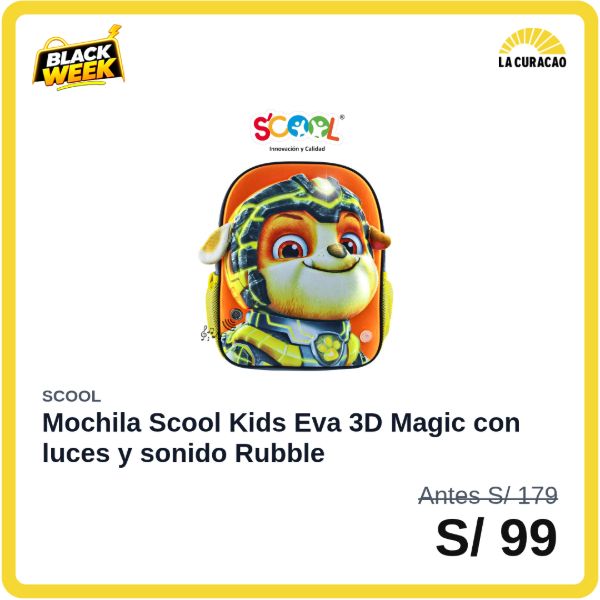 BLACK
WEEK
LA CURACAO
S'COOL®
Innovación y Calidad
SCOOL
Mochila Scool Kids Eva 3D Magic con
luces y sonido Rubble
Antes S/ 179
S/ 99